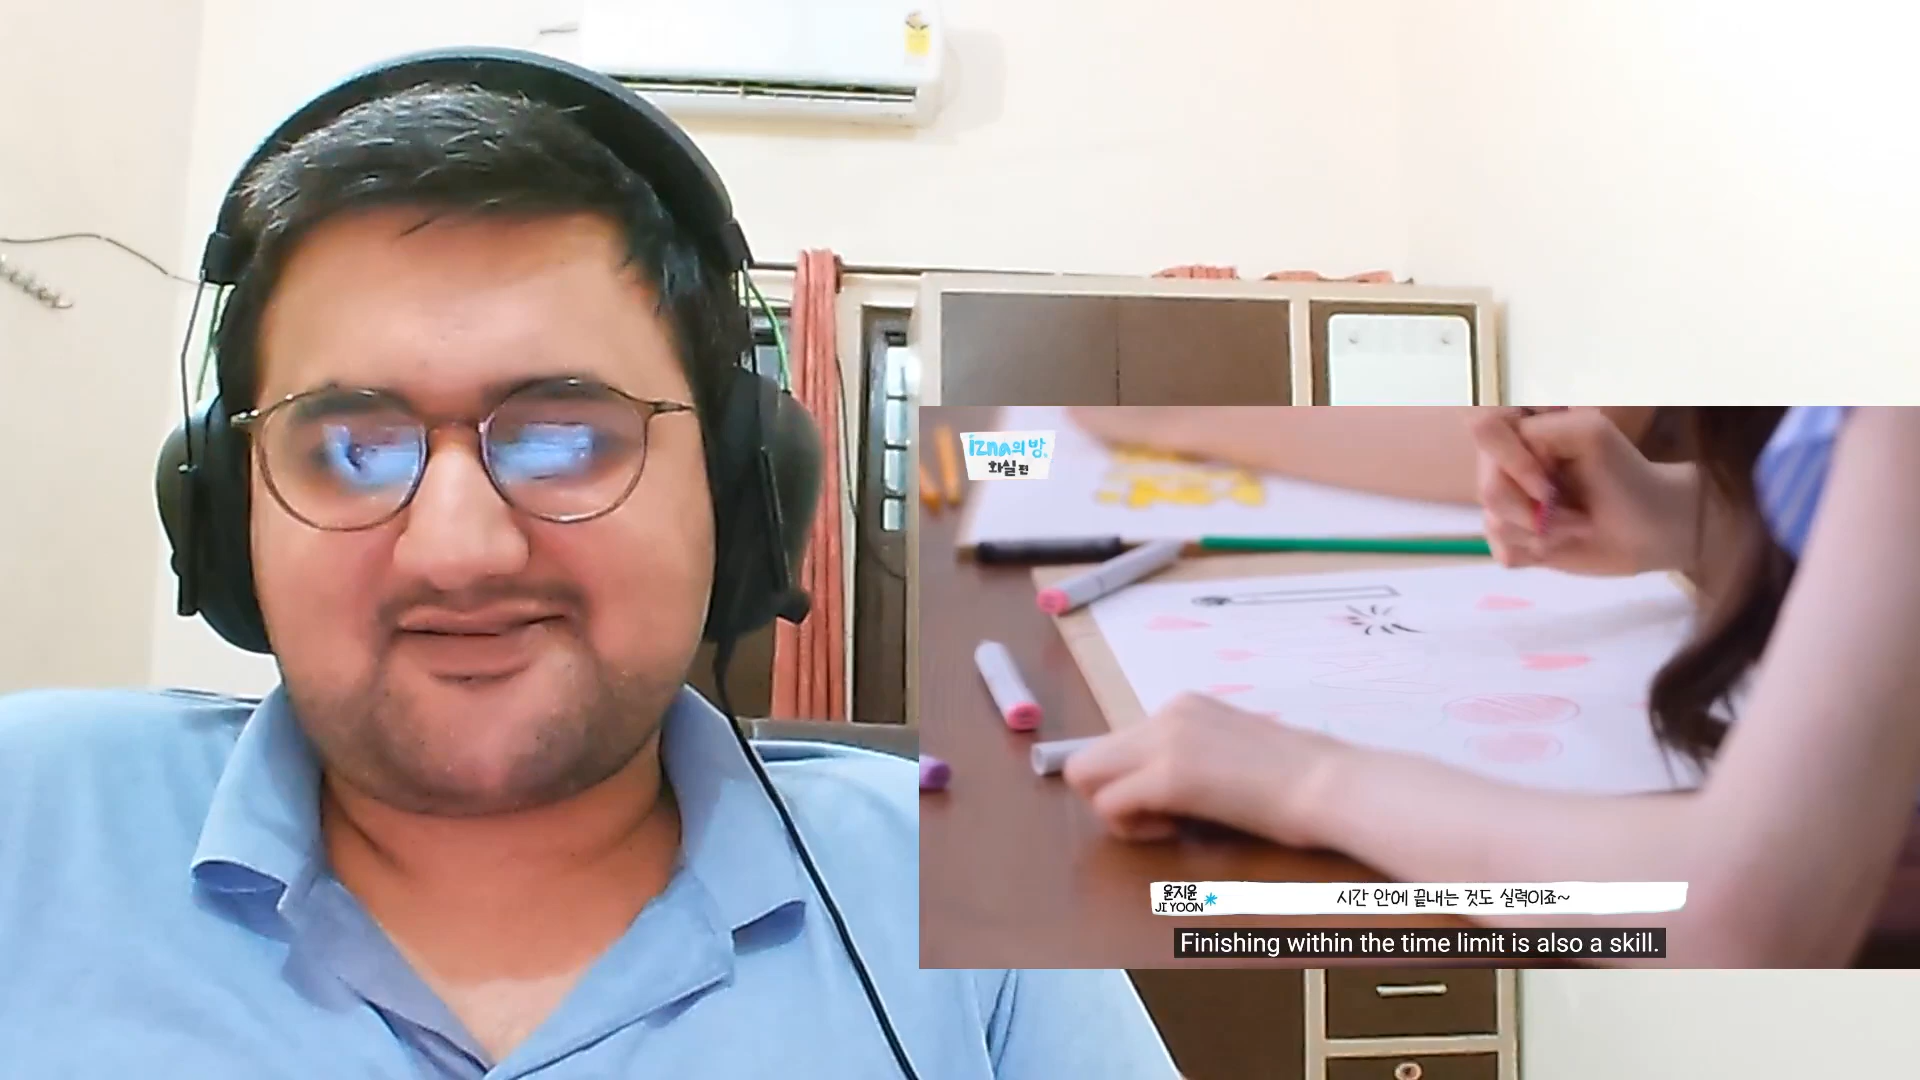 izna의 방.
화실 편
윤지윤
JI YOON
시간 안에 끝내는 것도 실력이죠~
Finishing within the time limit is also a skill.